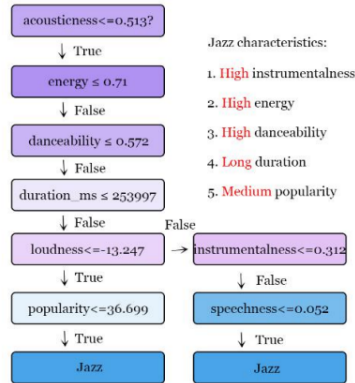 acousticness<=0.513?
True
energy ≤ 0.71
False
danceability ≤ 0.572
False
duration_ms ≤ 253997
False
loudness<=-13.247
True
popularity<=36.699
True
Jazz
False
instrumentalness<=0.312
False
speechness<=0.052
True
Jazz
Jazz characteristics:
1. High instrumentalness
2. High energy
3. High danceability
4. Long duration
5. Medium popularity